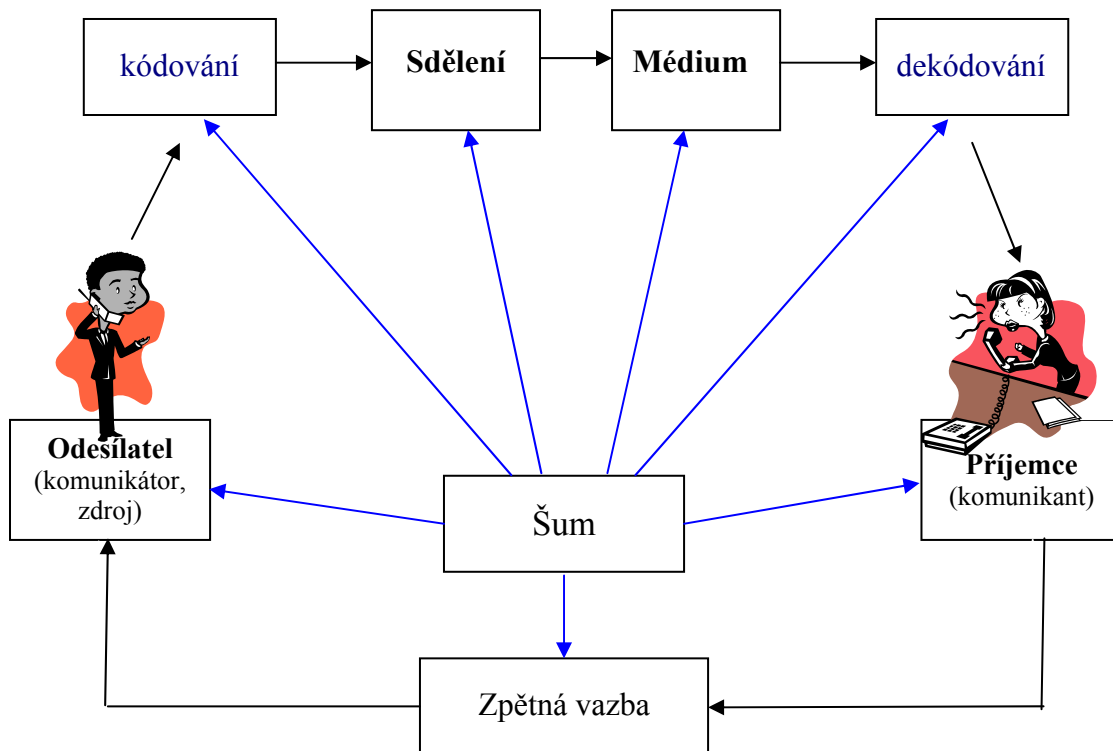 kódování
Sdělení
Médium
dekódování
Odesílatel
(komunikátor,
zdroj)
Šum
Příjemce
(komunikant)
Zpětná vazba